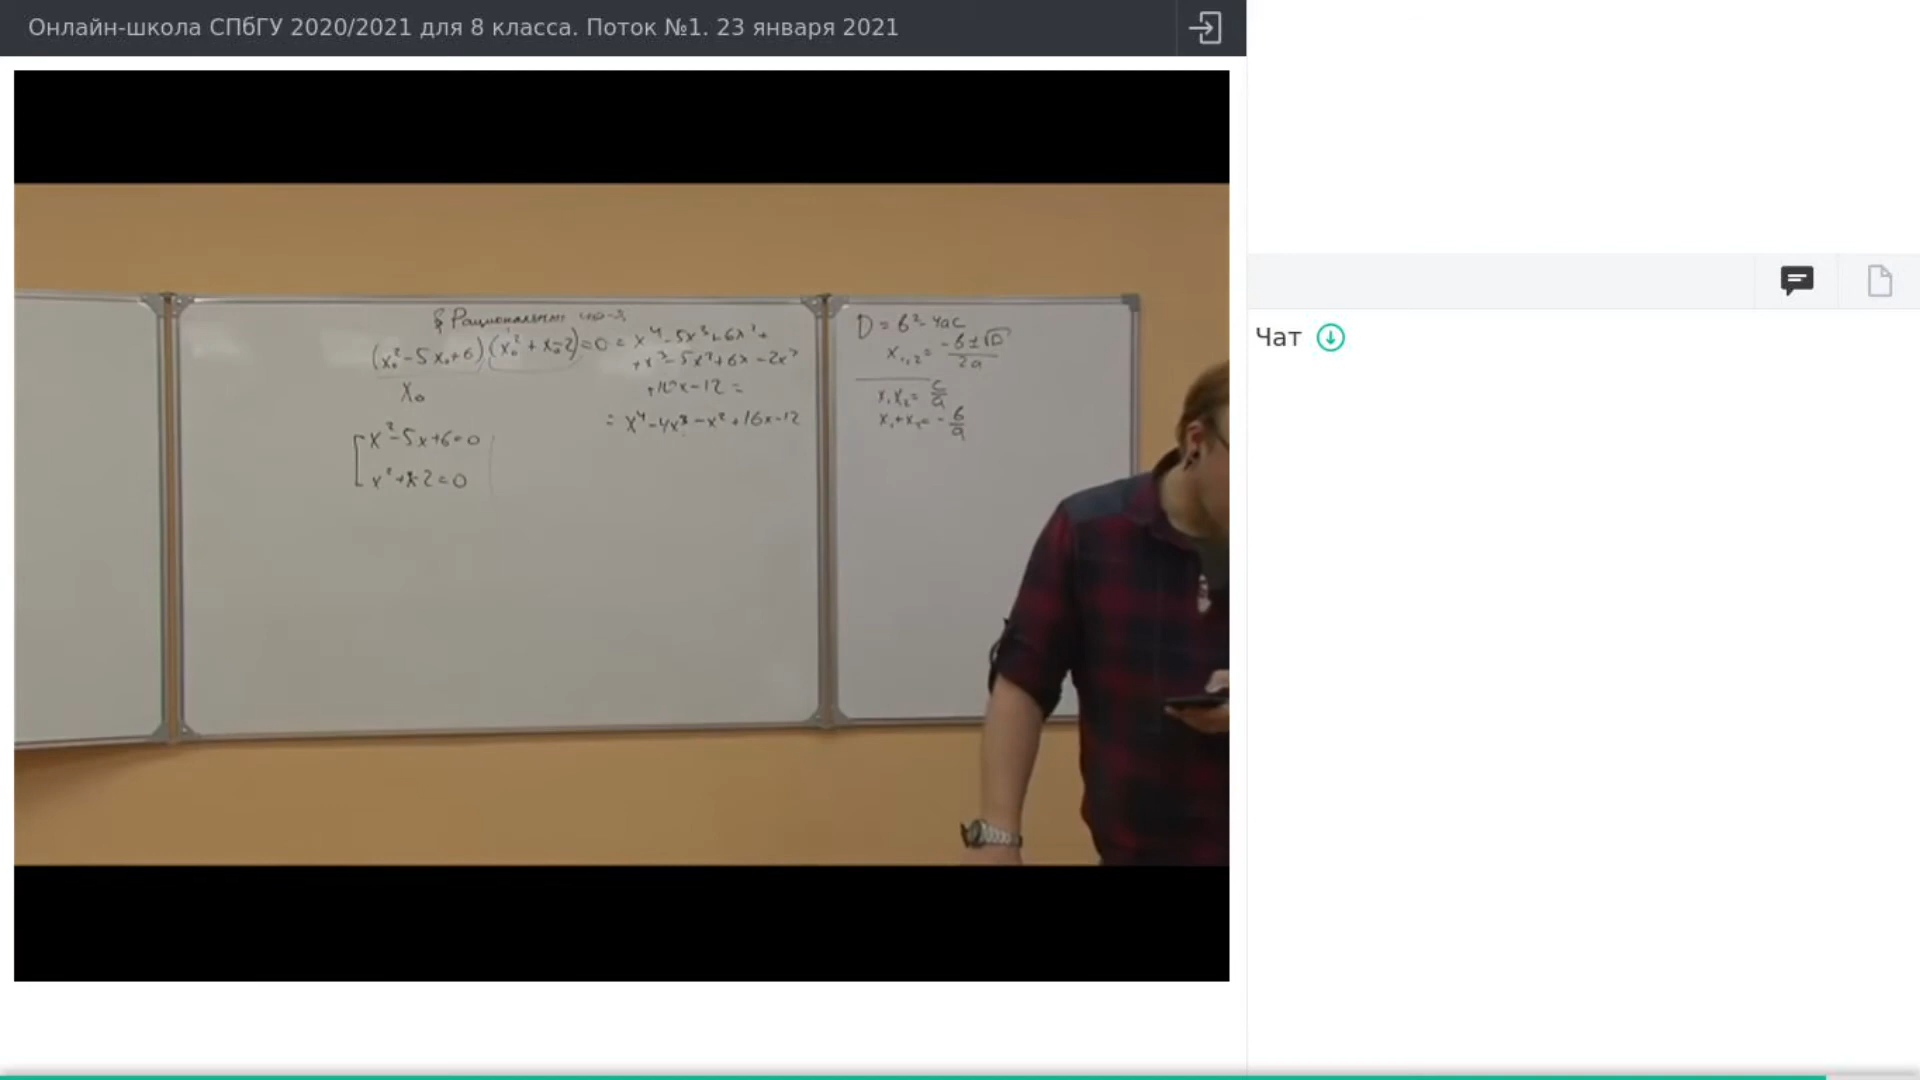 Онлайн-школа СПбГУ 2020/2021 для 8 класса. Поток №1. 23 января 2021
Чат
§ Рациональные
(x₀²-5x₀+6)(x₀²+x₀-2)=0 = x⁴-5x³+6x²+
+x³-5x²+6x-2x²
+10x-12 =
= x⁴-4x³-x²+16x-12
x₀
x²-5x+6=0
x²+x-2=0
D = b²-4ac
x₁,₂ = (-b±√D)/2a
x₁x₂ = c/a
x₁+x₂ = -b/a